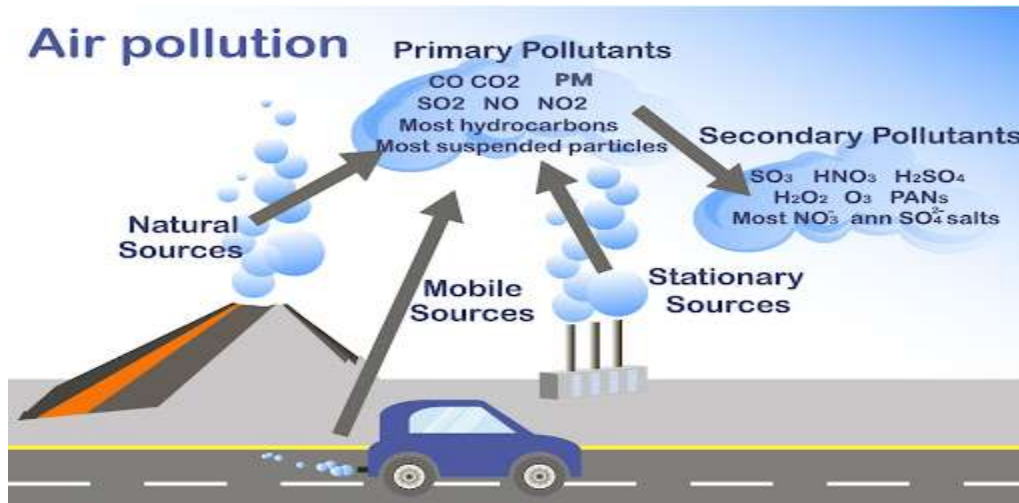 Air pollution
Primary Pollutants
CO CO2 PM
SO2 NO NO2
Most hydrocarbons
Most suspended particles
Secondary Pollutants
SO₃ HNO₃ H₂SO₄
H₂O₂ O₃ PANs
Most NO₃⁻ ann SO₄²⁻ salts
Natural
Sources
Mobile
Sources
Stationary
Sources